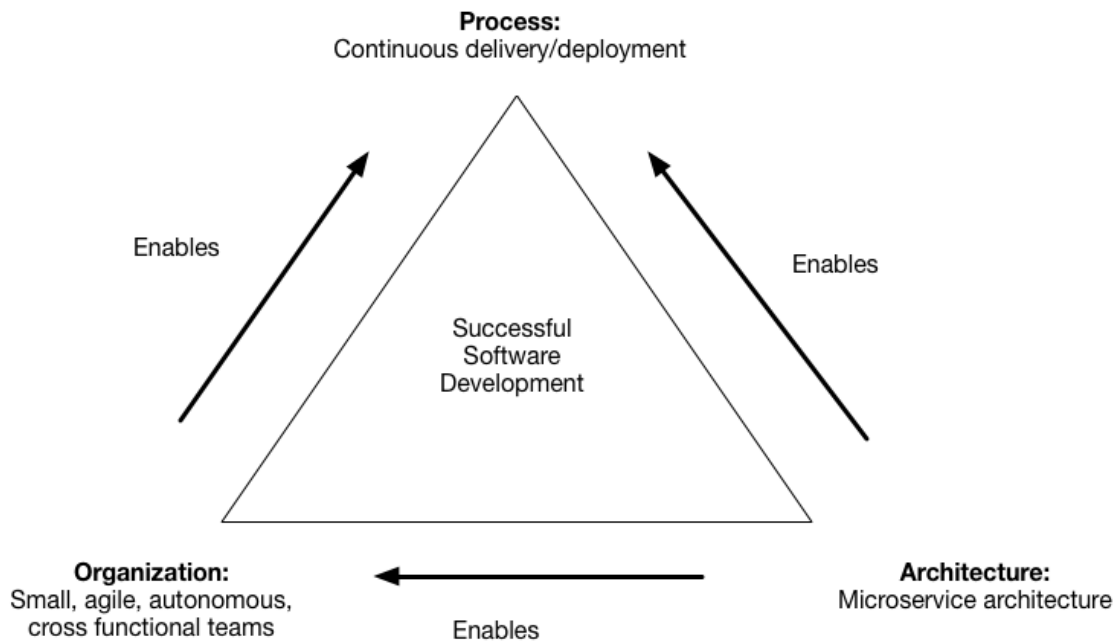 Process:
Continuous delivery/deployment
Enables
Enables
Successful
Software
Development
Organization:
Small, agile, autonomous,
cross functional teams
Enables
Architecture:
Microservice architecture